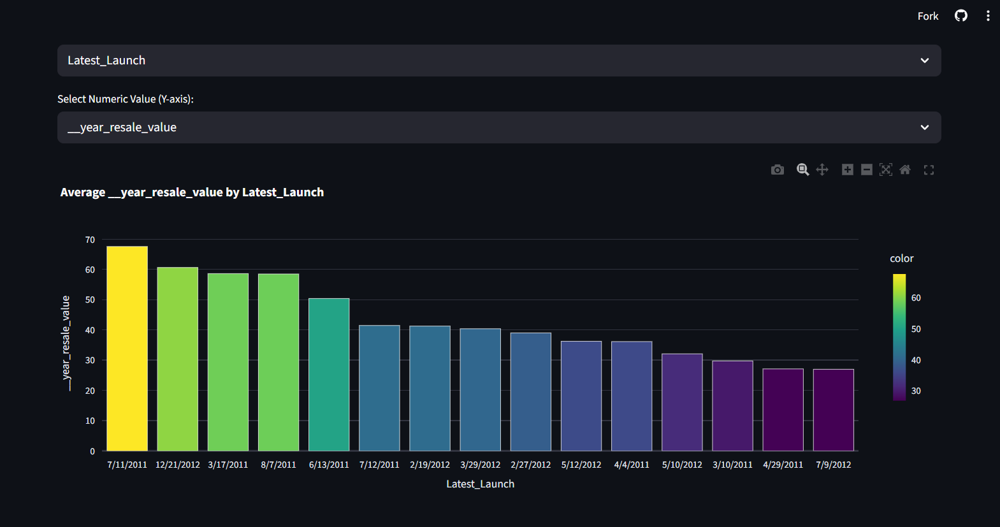 Fork
Latest_Launch
Select Numeric Value (Y-axis):
__year_resale_value
Average __year_resale_value by Latest_Launch
70
60
50
40
30
20
10
0
__year_resale_value
7/11/2011 12/21/2012 3/17/2011 8/7/2011 6/13/2011 7/12/2011 2/19/2012 3/29/2012 2/27/2012 5/12/2012 4/4/2011 5/10/2012 3/10/2011 4/29/2011 7/9/2012
Latest_Launch
color
60
50
40
30